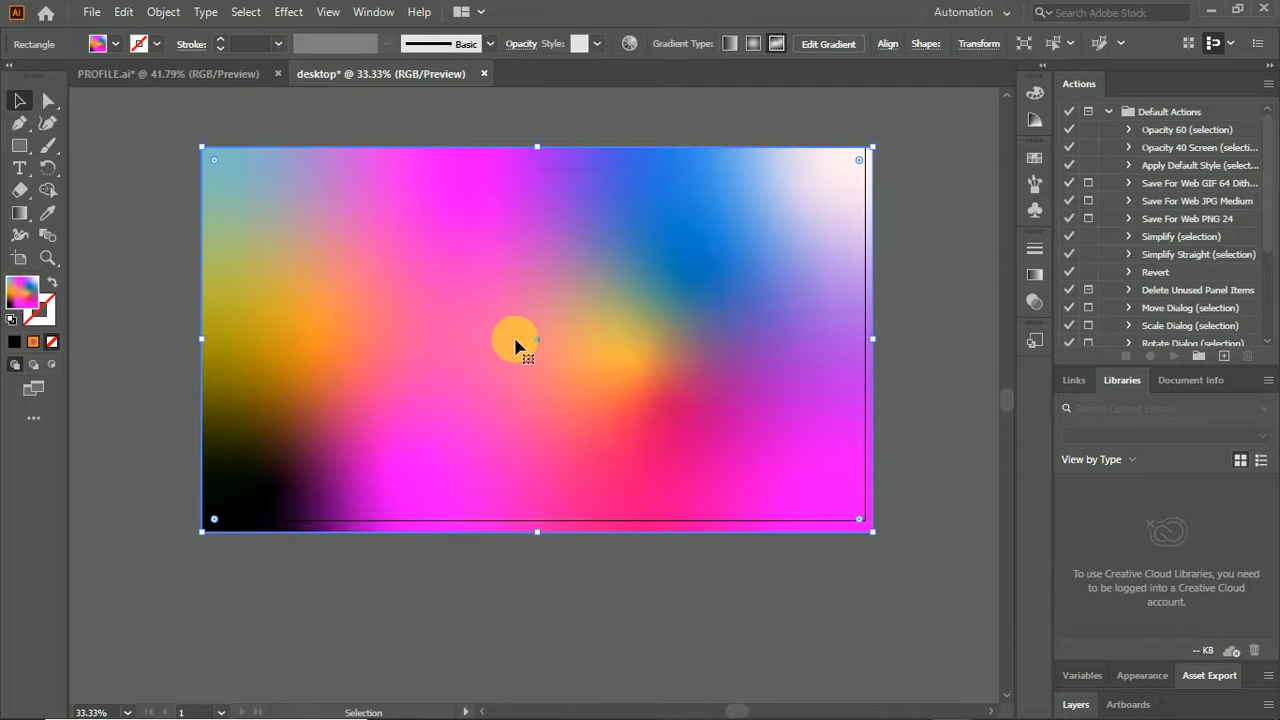 Ai File Edit Object Type Select Effect View Window Help Automation Search Adobe Stock
Rectangle Stroke: Basic Opacity Style: Gradient Type: Edit Gradient Align Shape: Transform
PROFILE.ai* @ 41.79% (RGB/Preview) desktop* @ 33.33% (RGB/Preview)
Actions
Default Actions
Opacity 60 (selection)
Opacity 40 Screen (selecti...
Apply Default Style (select...
Save For Web GIF 64 Dith...
Save For Web JPG Medium
Save For Web PNG 24
Simplify (selection)
Simplify Straight (selection)
Revert
Delete Unused Panel Items
Move Dialog (selection)
Scale Dialog (selection)
Rotate Dialog (selection)
Links Libraries Document Info
Search Current Library
View by Type
To use Creative Cloud Libraries, you need
to be logged into a Creative Cloud
account.
-- KB
Variables Appearance Asset Export
Layers Artboards
33.33% 1 Selection